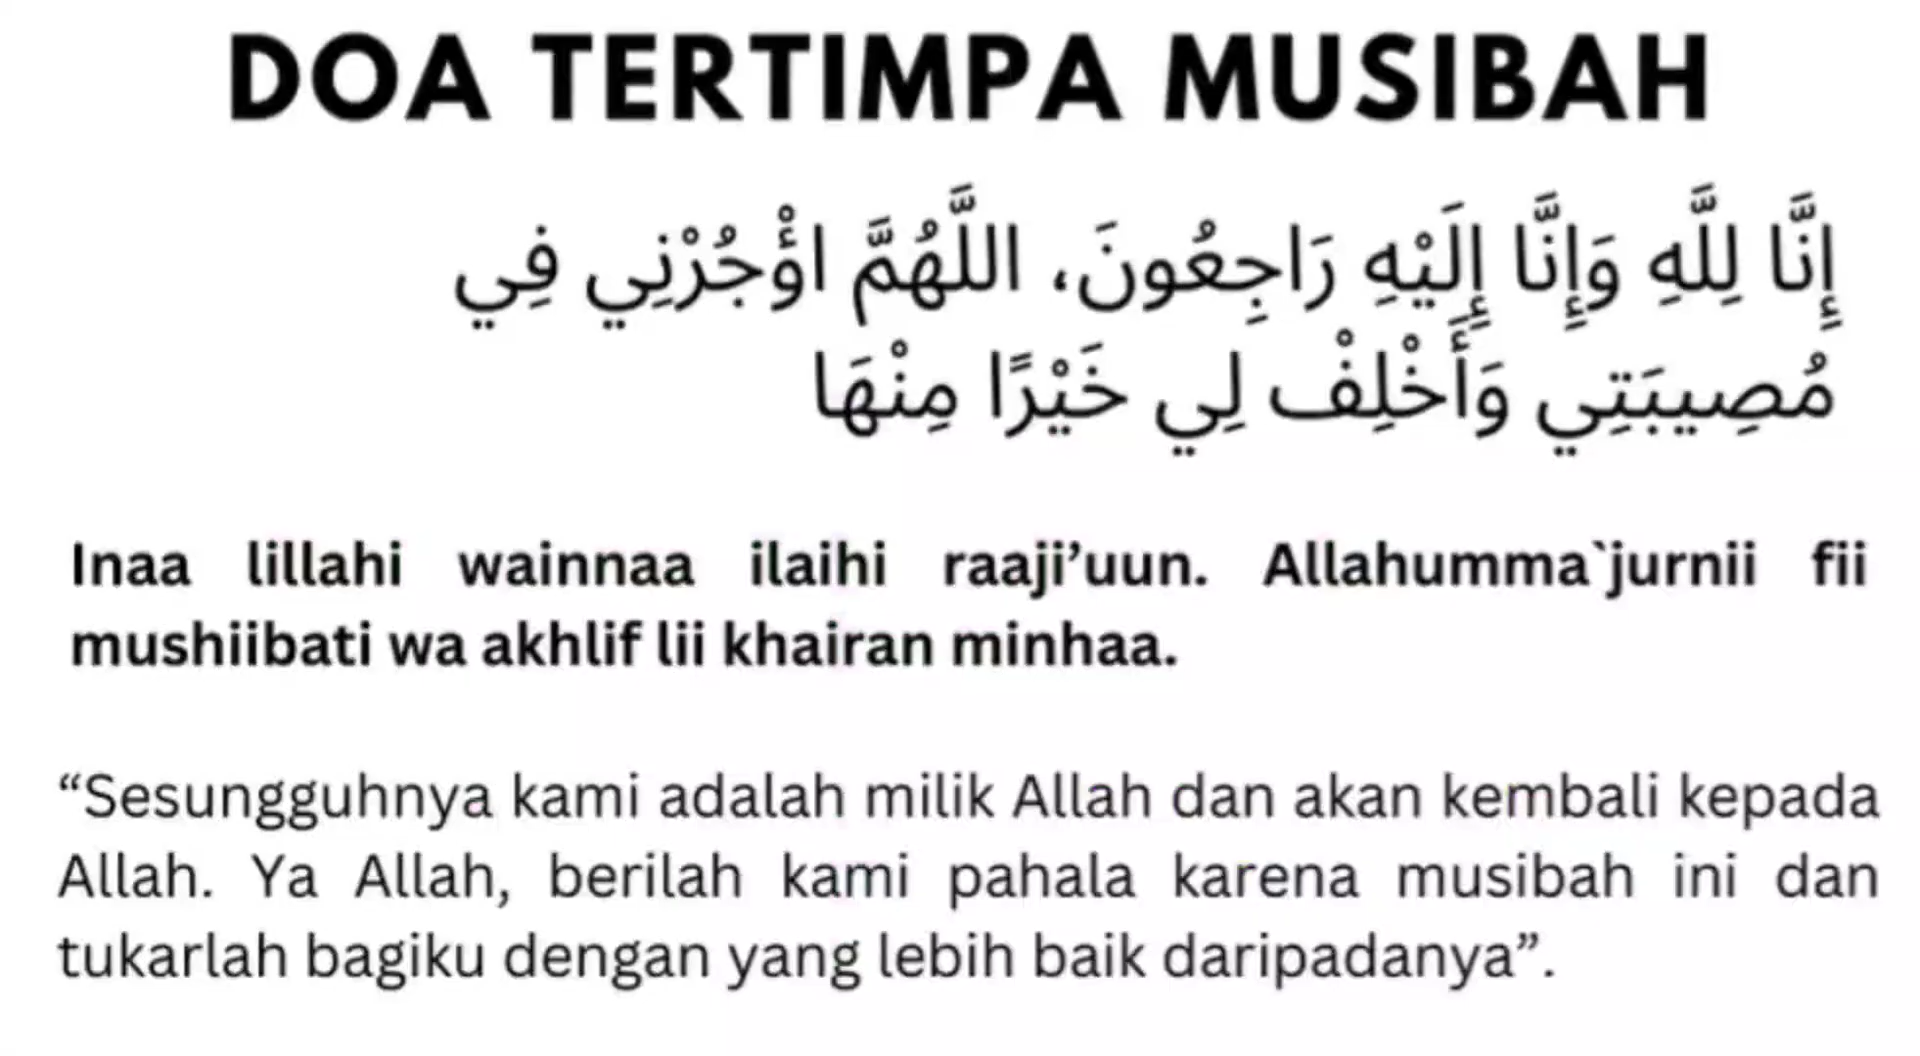 DOA TERTIMPA MUSIBAH
إِنَّا لِلَّهِ وَإِنَّا إِلَيْهِ رَاجِعُونَ، اللَّهُمَّ اؤْجُرْنِي فِي
مُصِيبَتِي وَأَخْلِفْ لِي خَيْرًا مِنْهَا
Inaa lillahi wainnaa ilaihi raaji’uun. Allahumma`jurnii fii
mushiibati wa akhlif lii khairan minhaa.
“Sesungguhnya kami adalah milik Allah dan akan kembali kepada
Allah. Ya Allah, berilah kami pahala karena musibah ini dan
tukarlah bagiku dengan yang lebih baik daripadanya”.